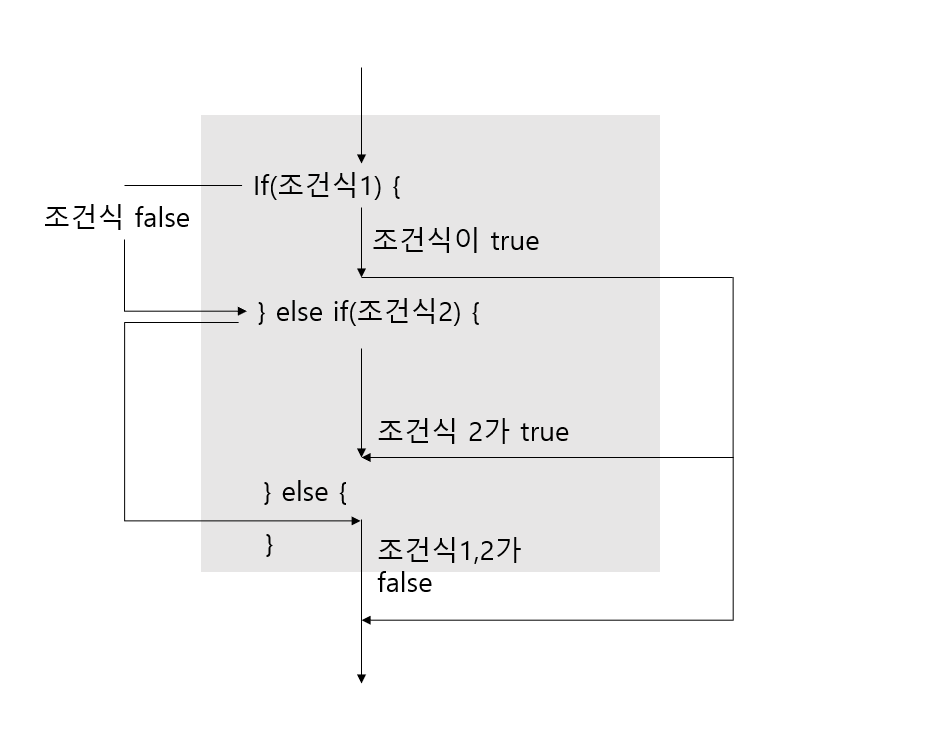 If(조건식1) {
조건식 false
조건식이 true
} else if(조건식2) {
조건식 2가 true
} else {
}
조건식1,2가
false